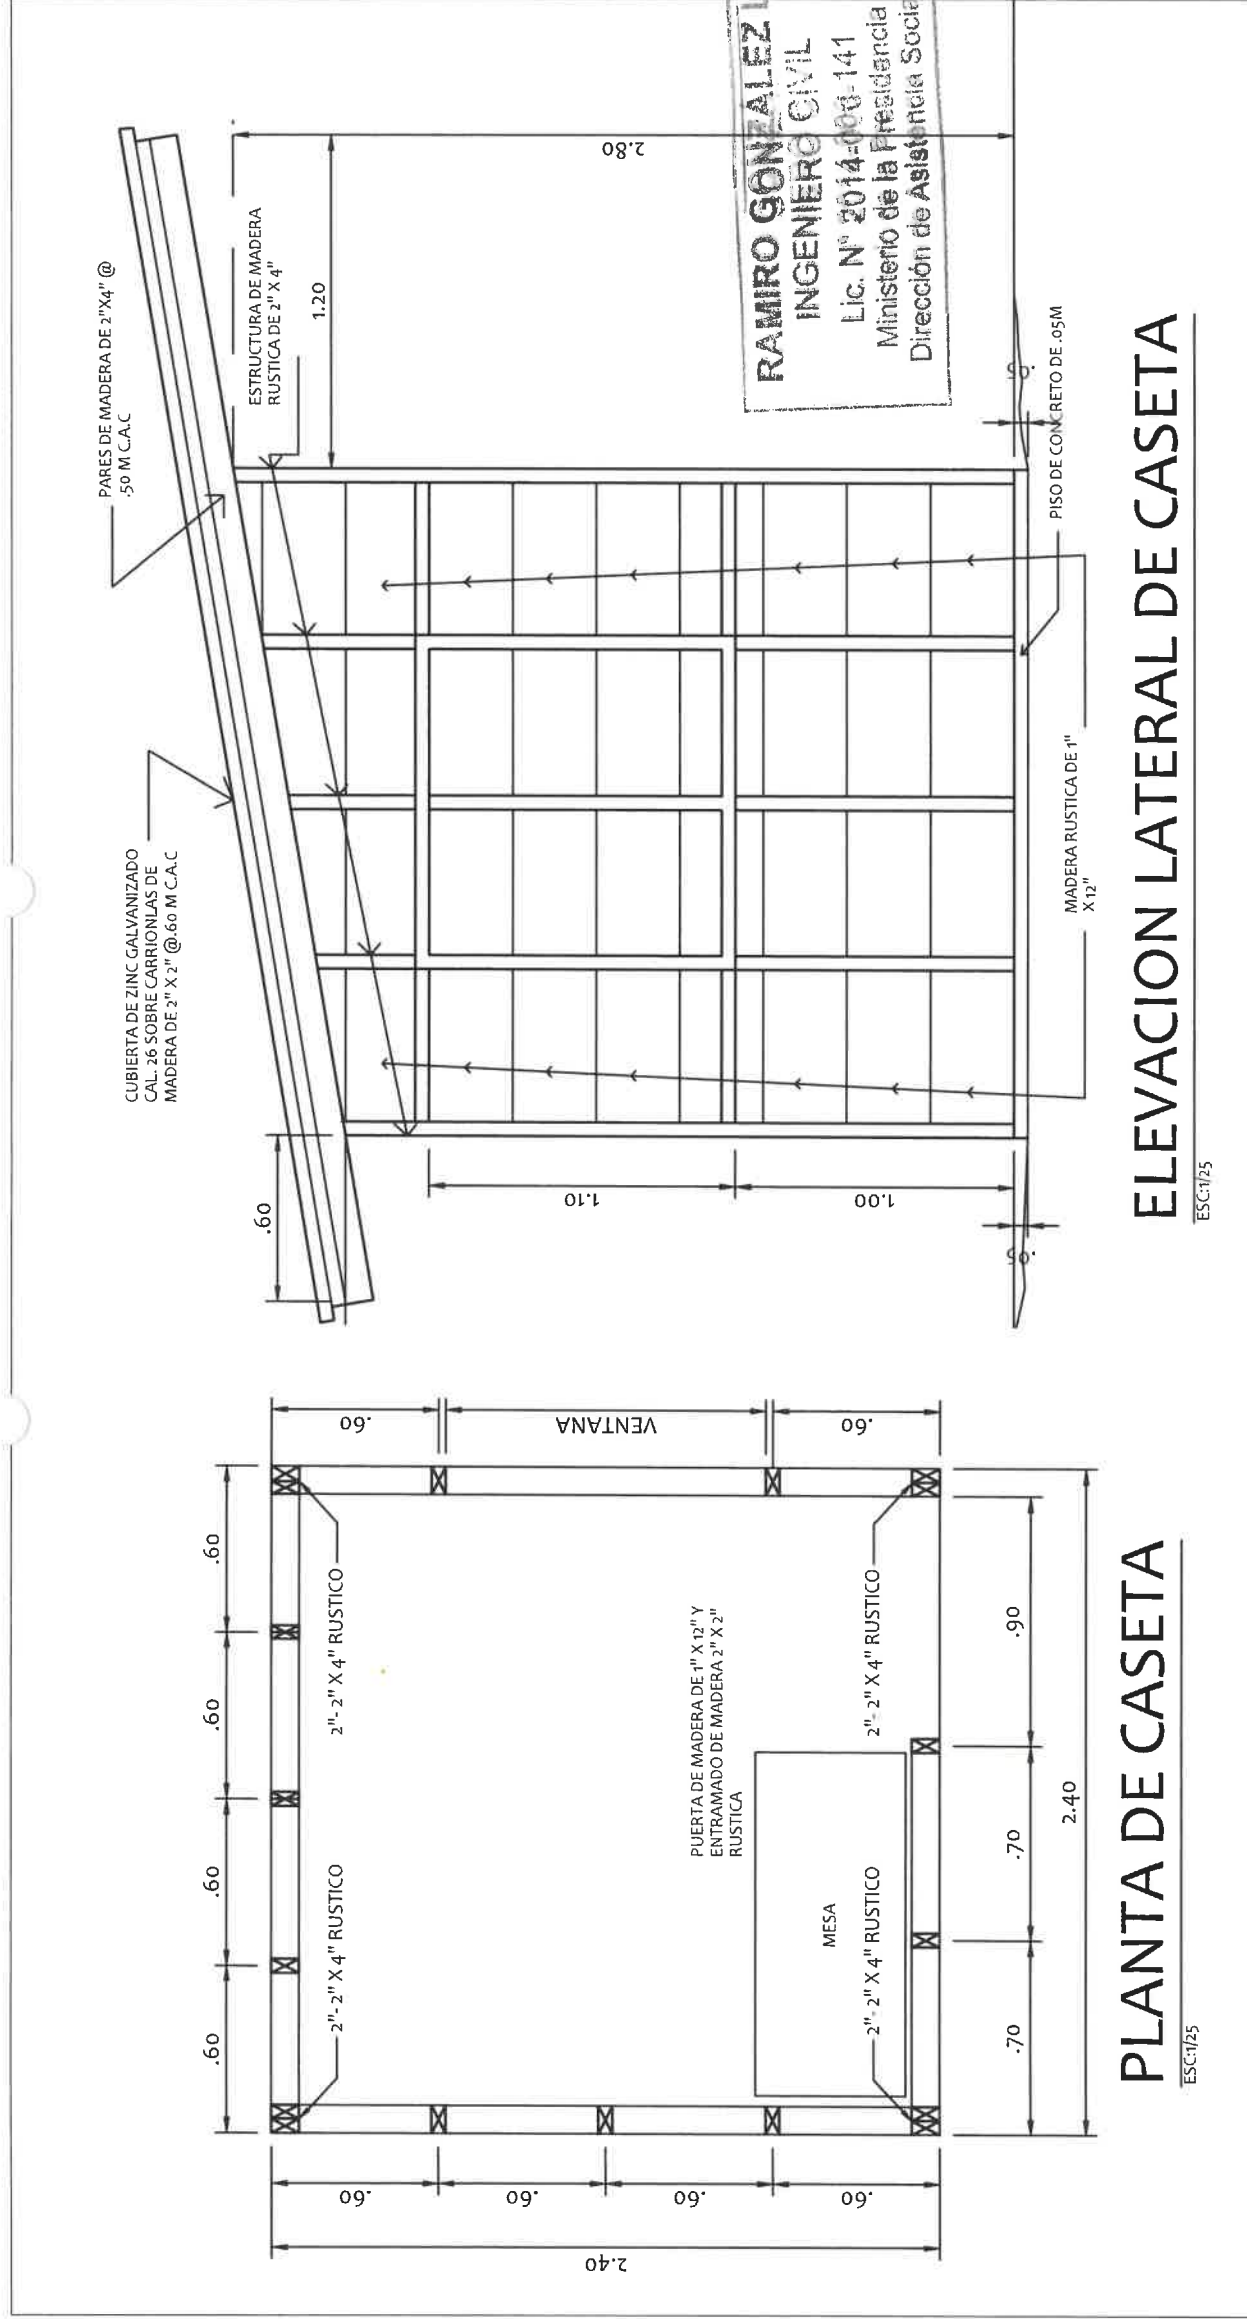 .60
.60
.60
.60
2"- 2" X 4" RUSTICO
2"- 2" X 4" RUSTICO
.60
.60
.60
.60
2.40
.60
VENTANA
.60
PUERTA DE MADERA DE 1" X 12" Y
ENTRAMADO DE MADERA 2" X 2"
RUSTICA
MESA
2"- 2" X 4" RUSTICO
2"- 2" X 4" RUSTICO
.70
.70
.90
2.40
PLANTA DE CASETA
ESC:1/25
PARES DE MADERA DE 2"X4" @
.50 M C.A.C
CUBIERTA DE ZINC GALVANIZADO
CAL. 26 SOBRE CARRIONLAS DE
MADERA DE 2" X 2" @.60 M C.A.C
ESTRUCTURA DE MADERA
RUSTICA DE 2" X 4"
.60
1.20
2.80
1.10
1.00
.05
.05
PISO DE CONCRETO DE .05M
MADERA RUSTICA DE 1"
X 12"
ELEVACION LATERAL DE CASETA
ESC:1/25
RAMIRO GONZALEZ
INGENIERO CIVIL
Lic. N° 2014-006-141
Ministerio de la Presidencia
Dirección de Asistencia Socia